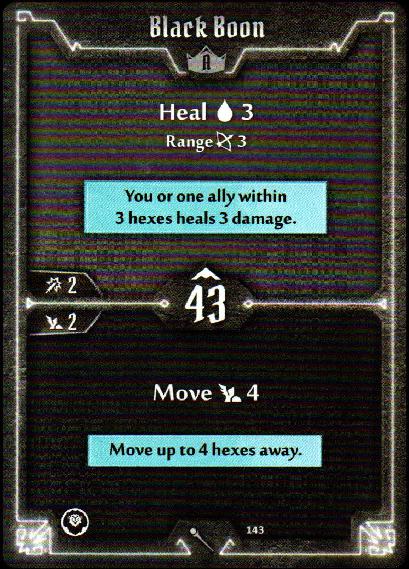 Black Boon
A
Heal 3
Range 3
You or one ally within
3 hexes heals 3 damage.
2
43
2
Move 4
Move up to 4 hexes away.
143